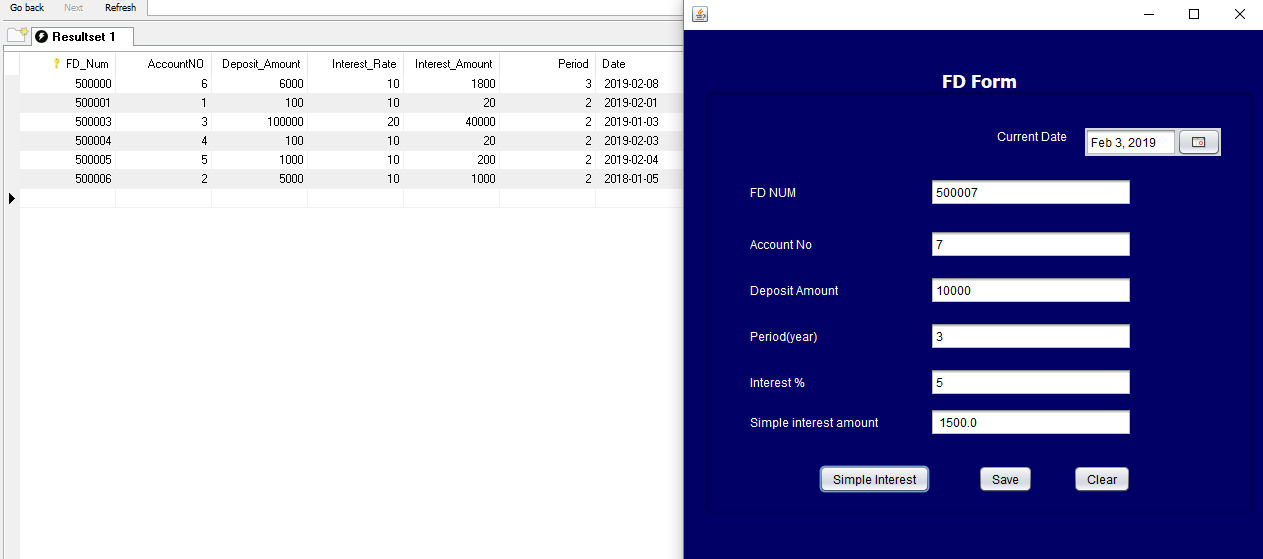 Go back Next Refresh
Resultset 1
FD_Num AccountNO Deposit_Amount Interest_Rate Interest_Amount Period Date
500000 6 6000 10 1800 3 2019-02-08
500001 1 100 10 20 2 2019-02-01
500003 3 100000 20 40000 2 2019-01-03
500004 4 100 10 20 2 2019-02-03
500005 5 1000 10 200 2 2019-02-04
500006 2 5000 10 1000 2 2018-01-05
FD Form
Current Date Feb 3, 2019
FD NUM 500007
Account No 7
Deposit Amount 10000
Period(year) 3
Interest % 5
Simple interest amount 1500.0
Simple Interest Save Clear